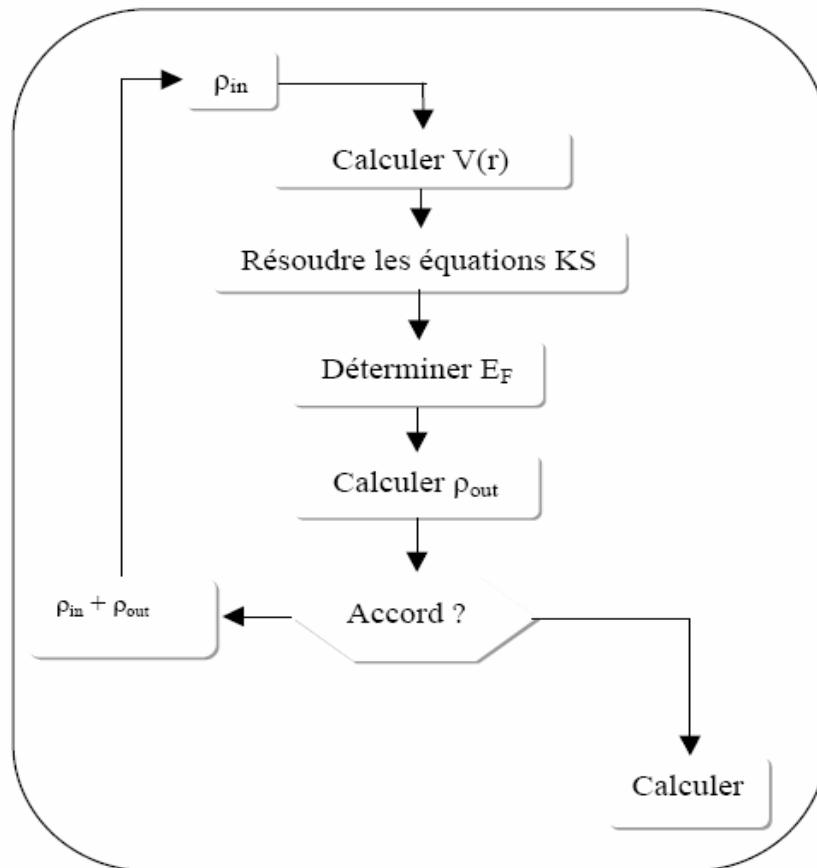 ρin
Calculer V(r)
Résoudre les équations KS
Déterminer EF
Calculer ρout
Accord ?
ρin + ρout
Calculer